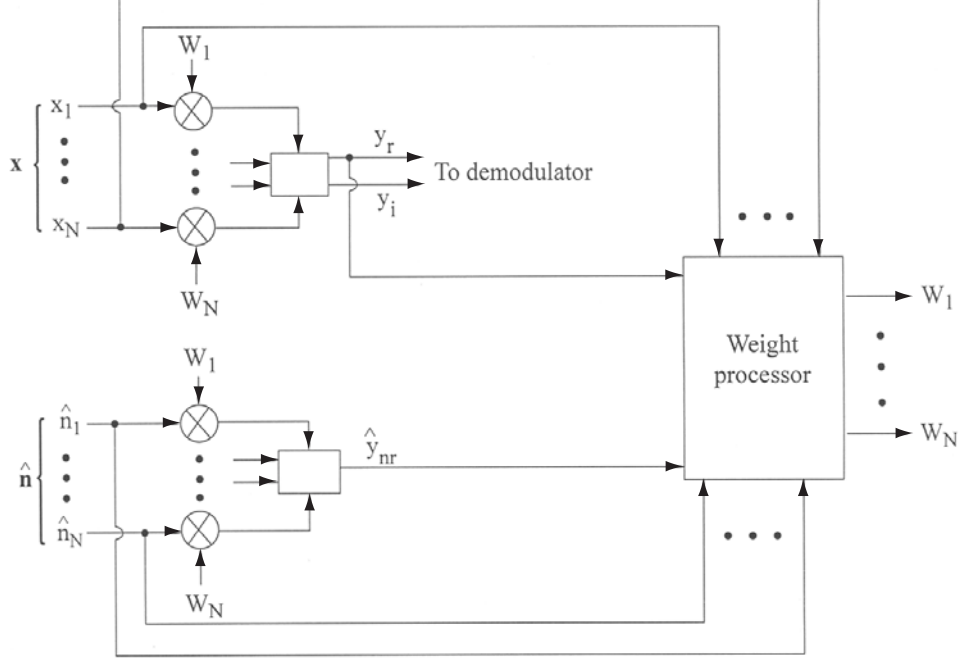 W1
x1
x
xN
WN
yr
yi
To demodulator
Weight
processor
W1
WN
W1
n̂1
n̂
n̂N
WN
ŷnr